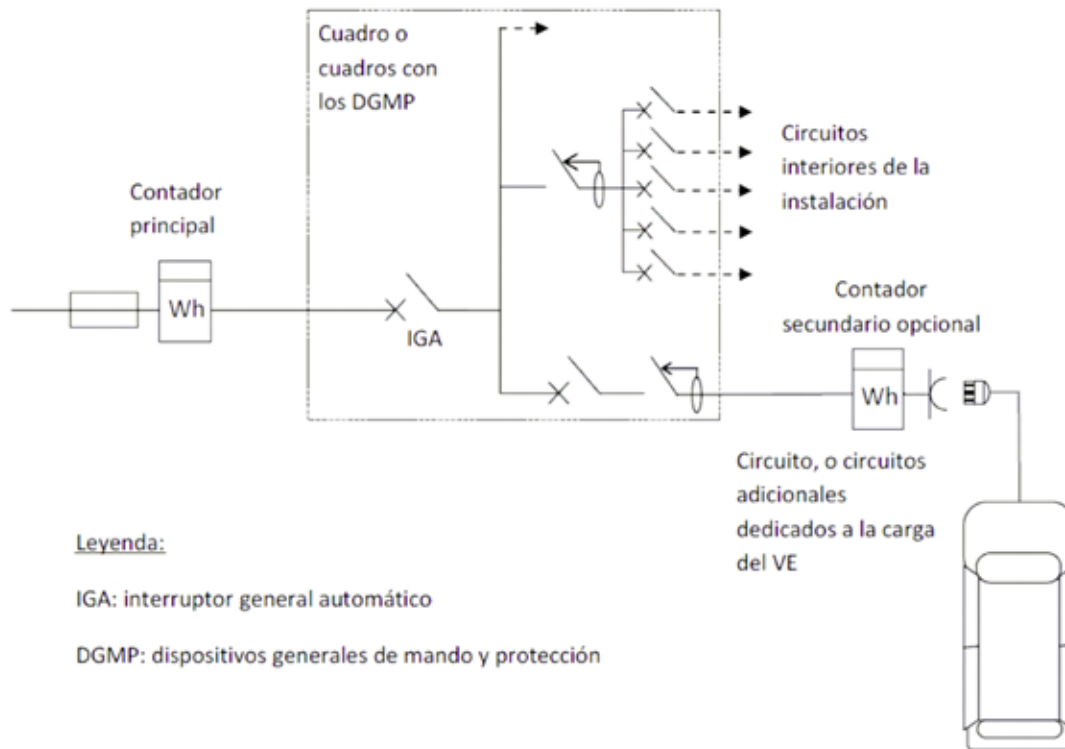 Cuadro o
cuadros con
los DGMP
Circuitos
interiores de la
instalación
Contador
principal
Wh
IGA
Contador
secundario opcional
Wh
Circuito, o circuitos
adicionales
dedicados a la carga
del VE
Leyenda:
IGA: interruptor general automático
DGMP: dispositivos generales de mando y protección